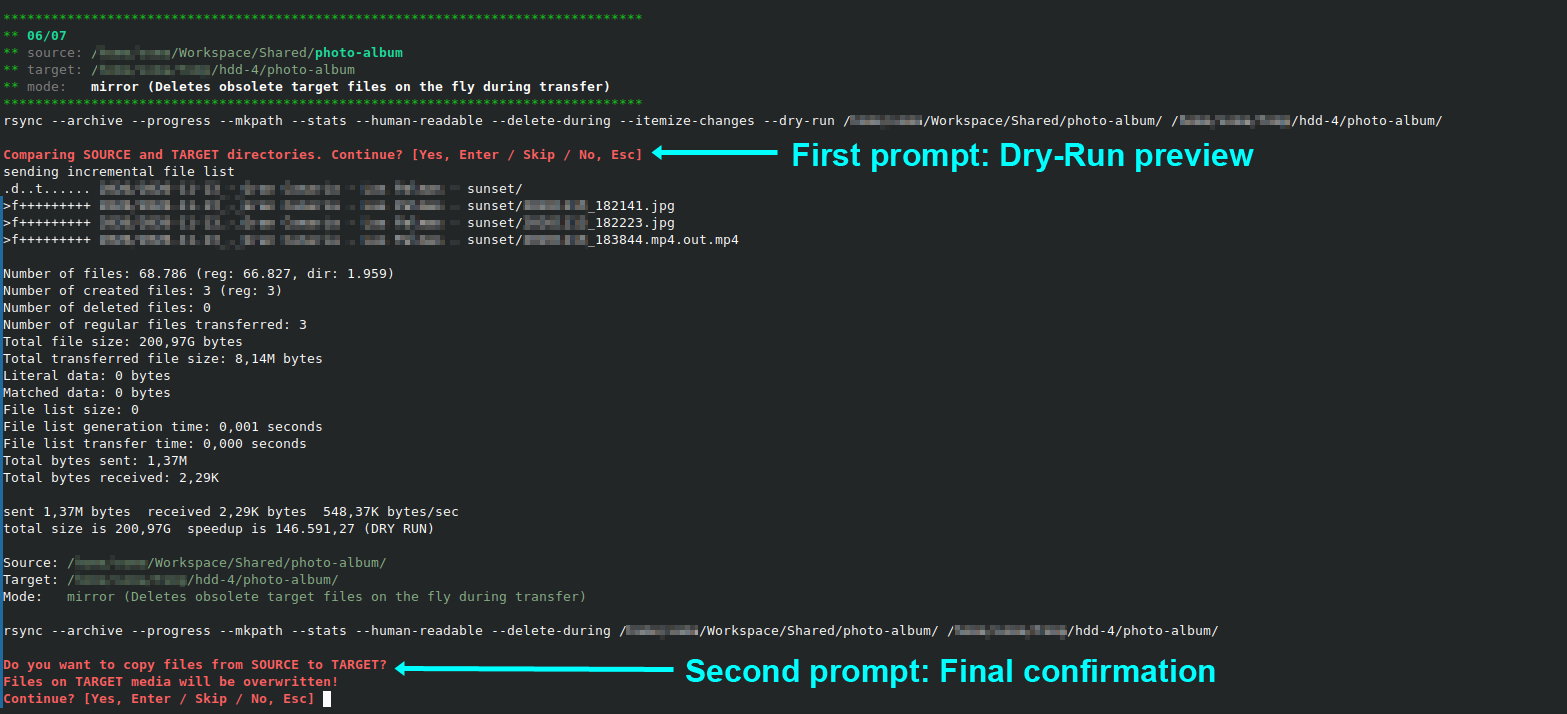 ********************************************************************************
** 06/07
** source: / /Workspace/Shared/photo-album
** target: / /hdd-4/photo-album
** mode:   mirror (Deletes obsolete target files on the fly during transfer)
********************************************************************************
rsync --archive --progress --mkpath --stats --human-readable --delete-during --itemize-changes --dry-run / /Workspace/Shared/photo-album/ / /hdd-4/photo-album/
Comparing SOURCE and TARGET directories. Continue? [Yes, Enter / Skip / No, Esc] First prompt: Dry-Run preview
sending incremental file list
.d..t...... sunset/
>f+++++++++ sunset/ _182141.jpg
>f+++++++++ sunset/ _182223.jpg
>f+++++++++ sunset/ _183844.mp4.out.mp4
Number of files: 68.786 (reg: 66.827, dir: 1.959)
Number of created files: 3 (reg: 3)
Number of deleted files: 0
Number of regular files transferred: 3
Total file size: 200,97G bytes
Total transferred file size: 8,14M bytes
Literal data: 0 bytes
Matched data: 0 bytes
File list size: 0
File list generation time: 0,001 seconds
File list transfer time: 0,000 seconds
Total bytes sent: 1,37M
Total bytes received: 2,29K
sent 1,37M bytes  received 2,29K bytes  548,37K bytes/sec
total size is 200,97G  speedup is 146.591,27 (DRY RUN)
Source: / /Workspace/Shared/photo-album/
Target: / /hdd-4/photo-album/
Mode:   mirror (Deletes obsolete target files on the fly during transfer)
rsync --archive --progress --mkpath --stats --human-readable --delete-during / /Workspace/Shared/photo-album/ / /hdd-4/photo-album/
Do you want to copy files from SOURCE to TARGET? Second prompt: Final confirmation
Files on TARGET media will be overwritten!
Continue? [Yes, Enter / Skip / No, Esc]